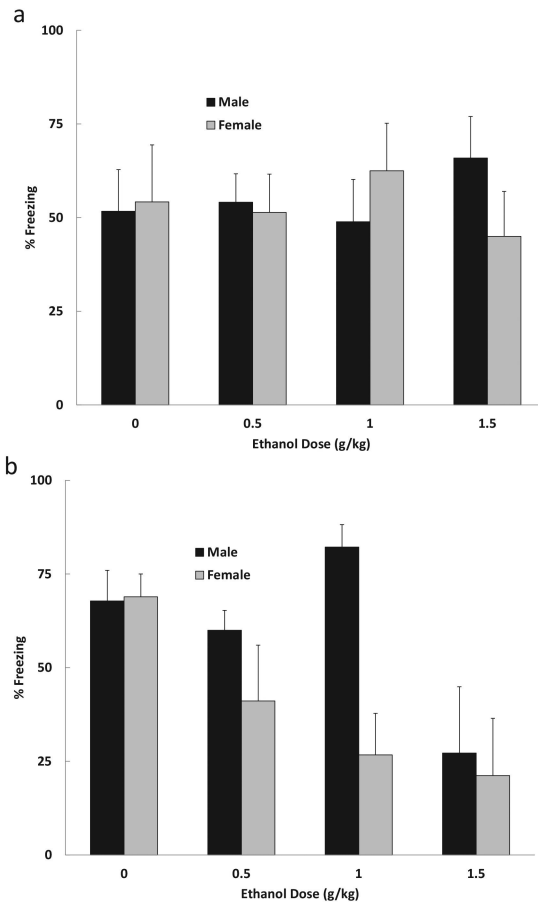 a
100
75
50
25
0
% Freezing
Male
Female
0 0.5 1 1.5
Ethanol Dose (g/kg)
b
100
75
50
25
0
% Freezing
Male
Female
0 0.5 1 1.5
Ethanol Dose (g/kg)